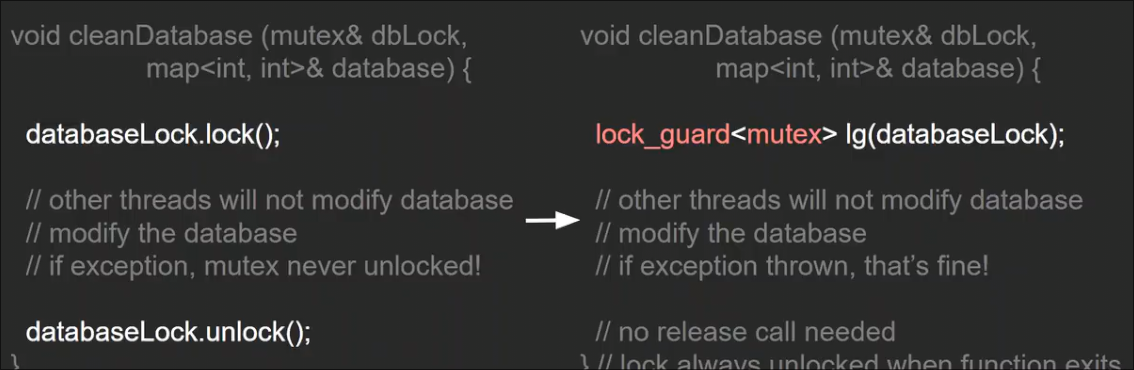 void cleanDatabase (mutex& dbLock,
map<int, int>& database) {
databaseLock.lock();
// other threads will not modify database
// modify the database
// if exception, mutex never unlocked!
databaseLock.unlock();
}
void cleanDatabase (mutex& dbLock,
map<int, int>& database) {
lock_guard<mutex> lg(databaseLock);
// other threads will not modify database
// modify the database
// if exception thrown, that’s fine!
// no release call needed
} // lock always unlocked when function exits